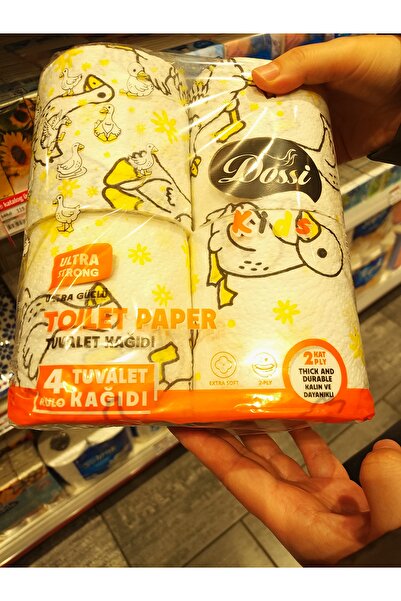 Dossi
Kids
ULTRA
STRONG
ULTRA GÜÇLÜ
TOILET PAPER
TUVALET KAĞIDI
4 TUVALET
RULO KAĞIDI
EXTRA SOFT
2-PLY
2 KAT
PLY
THICK AND
DURABLE
KALIN VE
DAYANIKLI